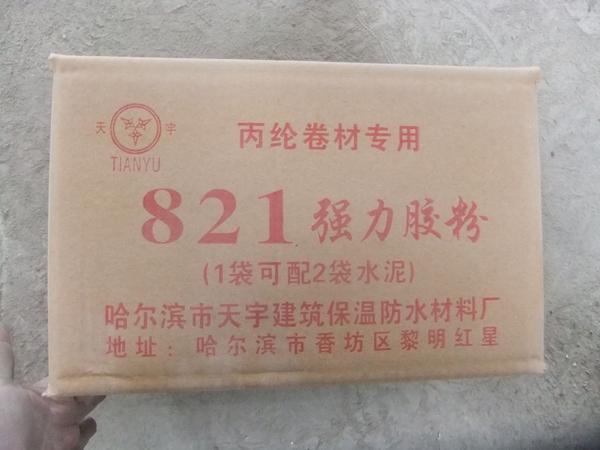 天 宇
TIANYU
丙纶卷材专用
821强力胶粉
(1袋可配2袋水泥)
哈尔滨市天宇建筑保温防水材料厂
地址：哈尔滨市香坊区黎明红星